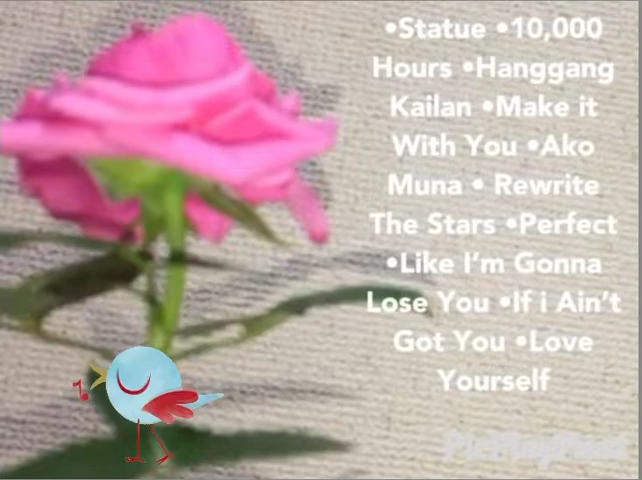 •Statue •10,000
Hours •Hanggang
Kailan •Make it
With You •Ako
Muna • Rewrite
The Stars •Perfect
•Like I'm Gonna
Lose You •If i Ain't
Got You •Love
Yourself